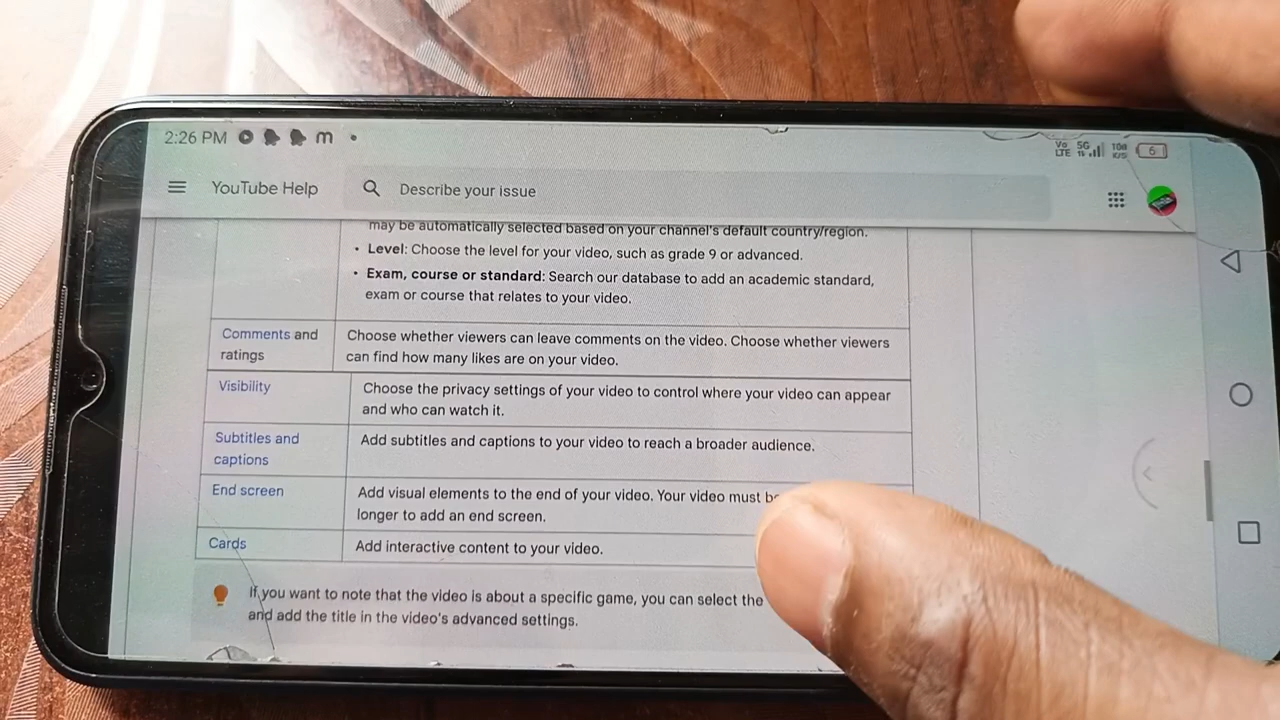 2:26 PM m
Vo LTE 5G 6
YouTube Help Describe your issue
may be automatically selected based on your channel's default country/region.
• Level: Choose the level for your video, such as grade 9 or advanced.
• Exam, course or standard: Search our database to add an academic standard,
exam or course that relates to your video.
Comments and
ratings
Choose whether viewers can leave comments on the video. Choose whether viewers
can find how many likes are on your video.
Visibility
Choose the privacy settings of your video to control where your video can appear
and who can watch it.
Subtitles and
captions
Add subtitles and captions to your video to reach a broader audience.
End screen
Add visual elements to the end of your video. Your video must
longer to add an end screen.
Cards
Add interactive content to your video.
If you want to note that the video is about a specific game, you can select the
and add the title in the video's advanced settings.